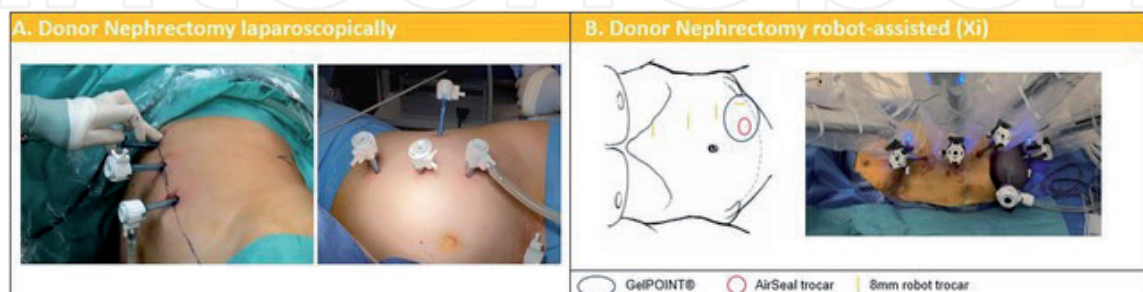 A. Donor Nephrectomy laparoscopically
B. Donor Nephrectomy robot-assisted (Xi)
GelPOINT®
AirSeal trocar
8mm robot trocar